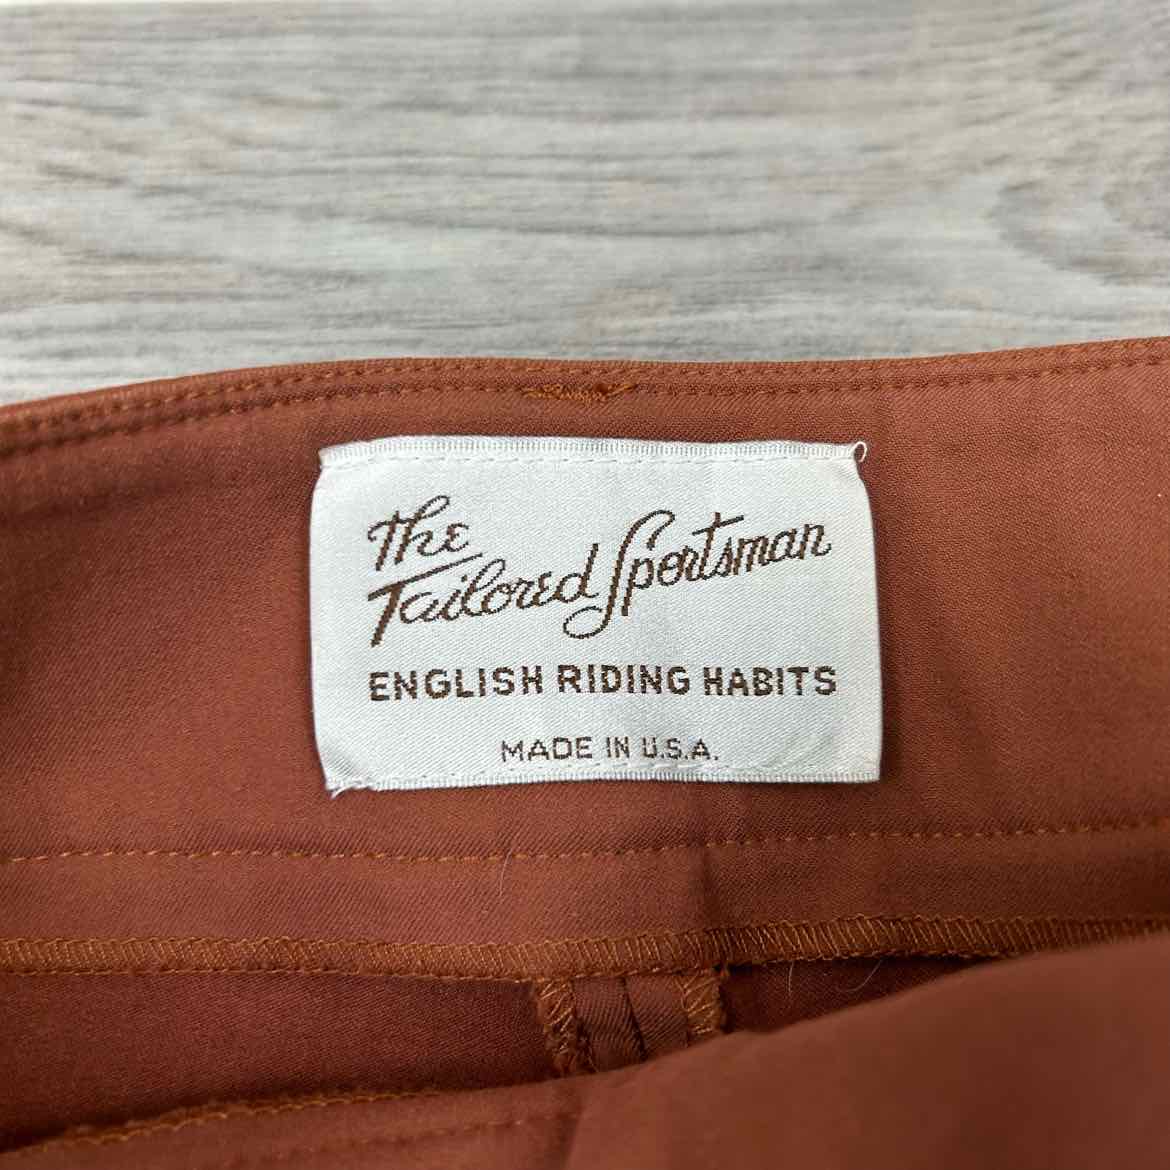 The
Tailored Sportsman
ENGLISH RIDING HABITS
MADE IN U.S.A.